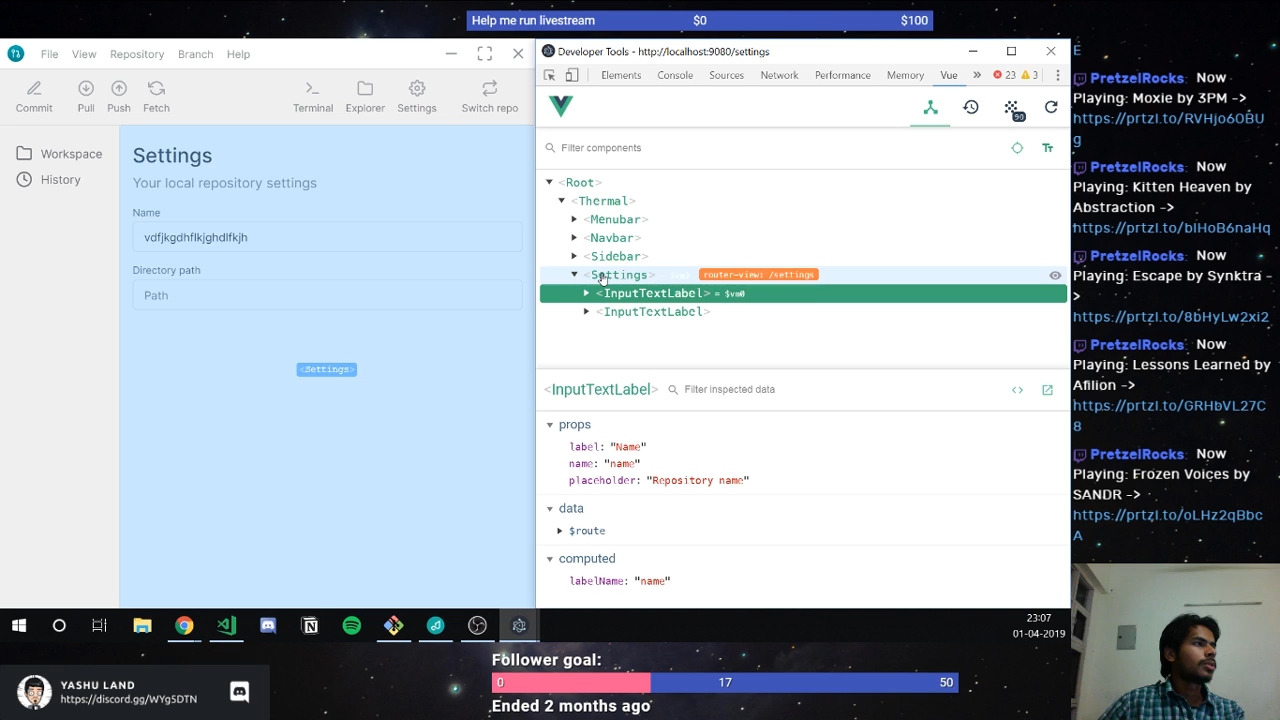 Help me run livestream $0 $100
File View Repository Branch Help
Commit Pull Push Fetch Terminal Explorer Settings Switch repo
Workspace
History
Settings
Your local repository settings
Name
vdfjkgdhflkjghdlfkjh
Directory path
Path
<Settings>
Developer Tools - http://localhost:9080/settings
Elements Console Sources Network Performance Memory Vue » 23 3
90
Filter components
<Root>
<Thermal>
<Menubar>
<Navbar>
<Sidebar>
<Settings> router-view: /settings
<InputTextLabel> = $vm0
<InputTextLabel>
<InputTextLabel> Filter inspected data
props
label: "Name"
name: "name"
placeholder: "Repository name"
data
$route
computed
labelName: "name"
E
PretzelRocks: Now
Playing: Moxie by 3PM ->
https://prtzl.to/RVHjo6OBU
g
PretzelRocks: Now
Playing: Kitten Heaven by
Abstraction ->
https://prtzl.to/blHoB6naHq
PretzelRocks: Now
Playing: Escape by Synktra -
>
https://prtzl.to/8bHyLw2xi2
PretzelRocks: Now
Playing: Lessons Learned by
Afilion ->
https://prtzl.to/GRHbVL27C
8
PretzelRocks: Now
Playing: Frozen Voices by
SANDR ->
https://prtzl.to/oLHz2qBbc
A
23:07
01-04-2019
YASHU LAND
https://discord.gg/WYg5DTN
Follower goal:
0 17 50
Ended 2 months ago